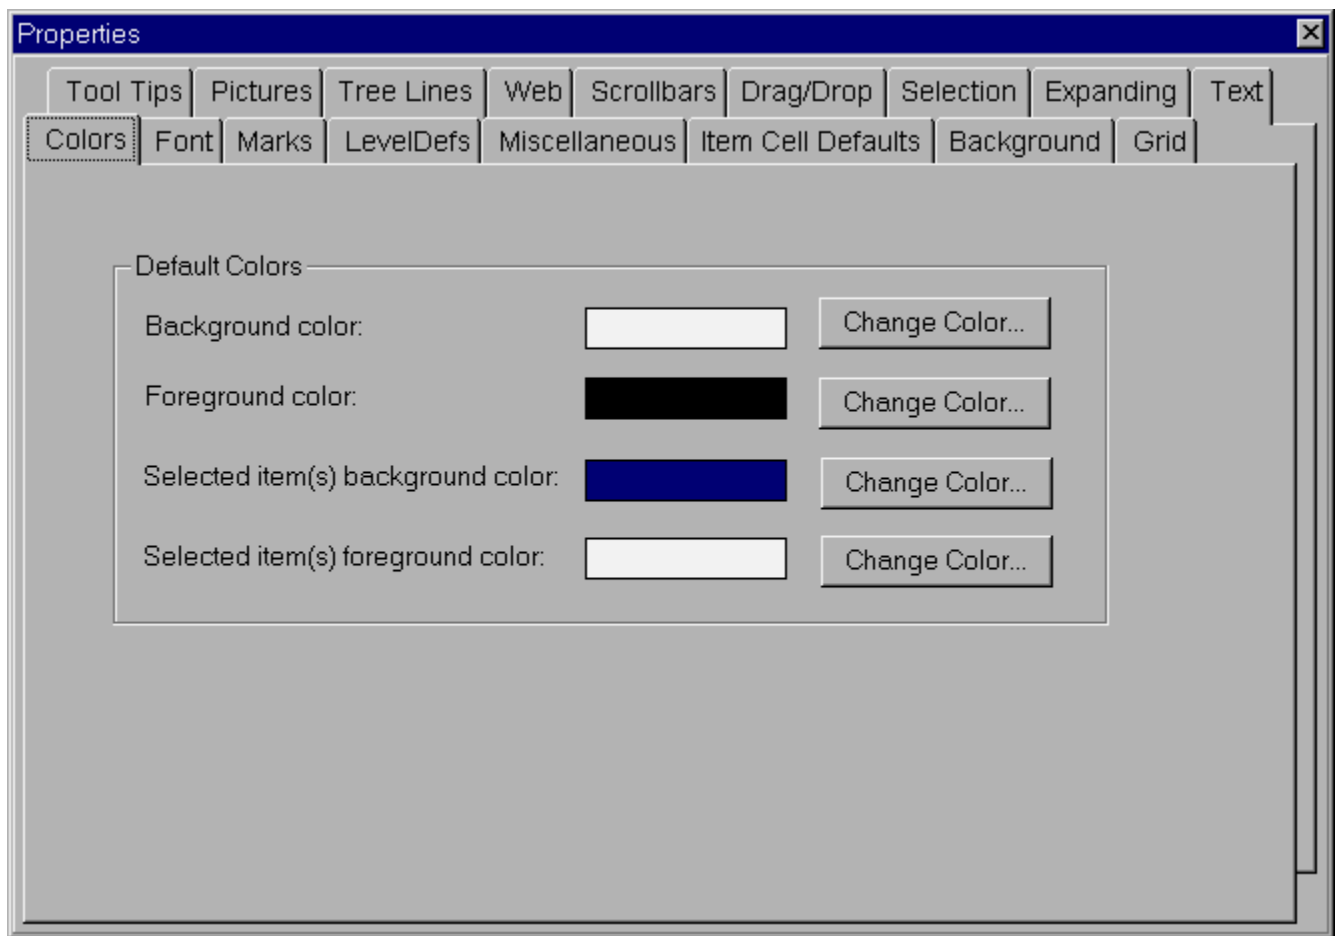 Properties
Tool Tips Pictures Tree Lines Web Scrollbars Drag/Drop Selection Expanding Text
Colors Font Marks LevelDefs Miscellaneous Item Cell Defaults Background Grid
Default Colors
Background color: Change Color...
Foreground color: Change Color...
Selected item(s) background color: Change Color...
Selected item(s) foreground color: Change Color...